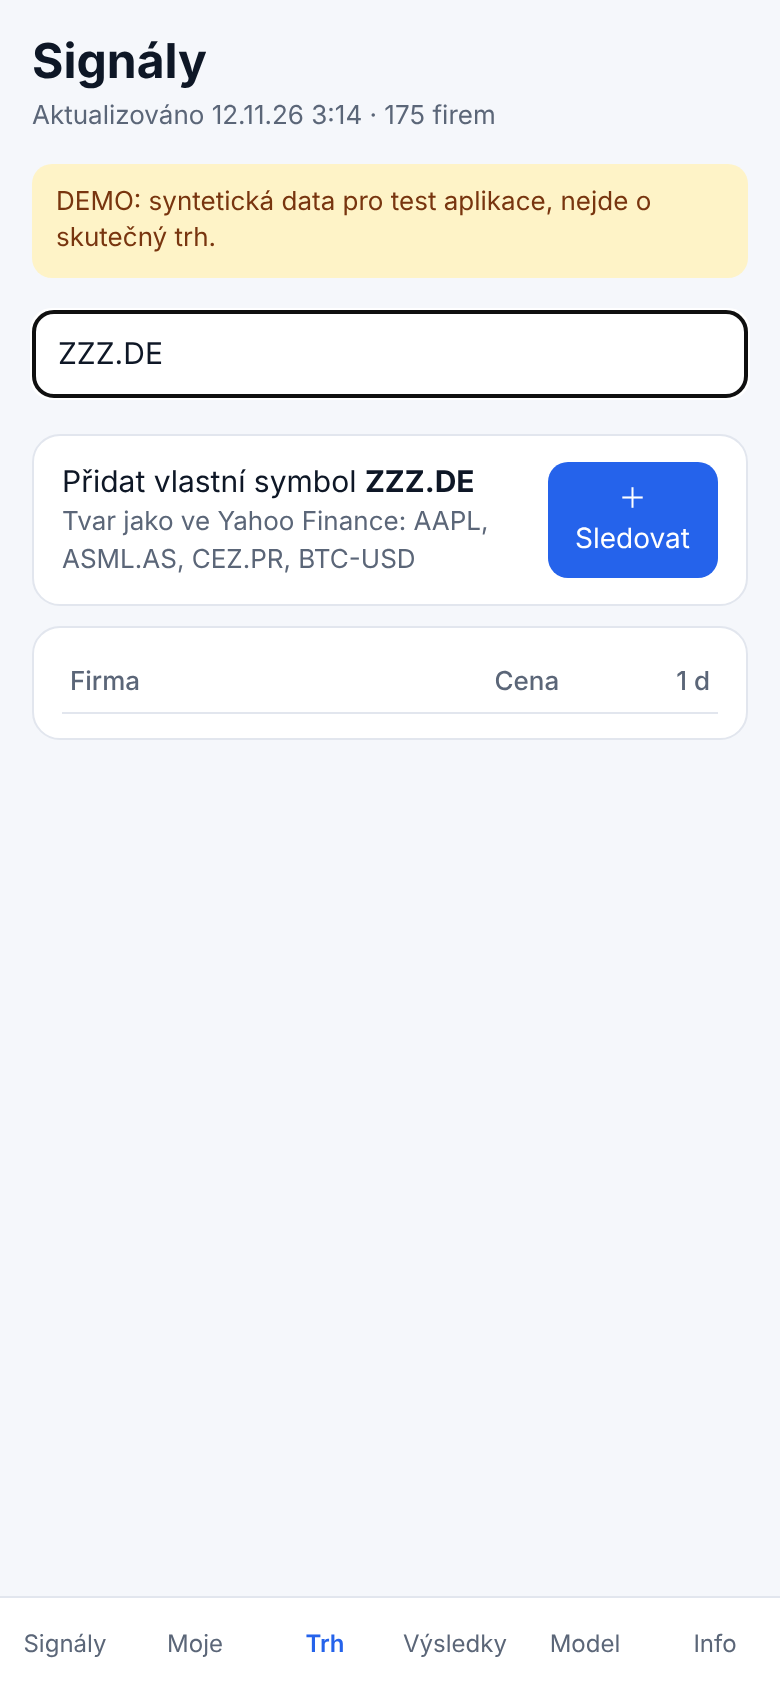 Signály
Aktualizováno 12.11.26 3:14 · 175 firem
DEMO: syntetická data pro test aplikace, nejde o
skutečný trh.
ZZZ.DE
Přidat vlastní symbol ZZZ.DE
Tvar jako ve Yahoo Finance: AAPL,
ASML.AS, CEZ.PR, BTC-USD
+
Sledovat
Firma Cena 1 d
Signály Moje Trh Výsledky Model Info